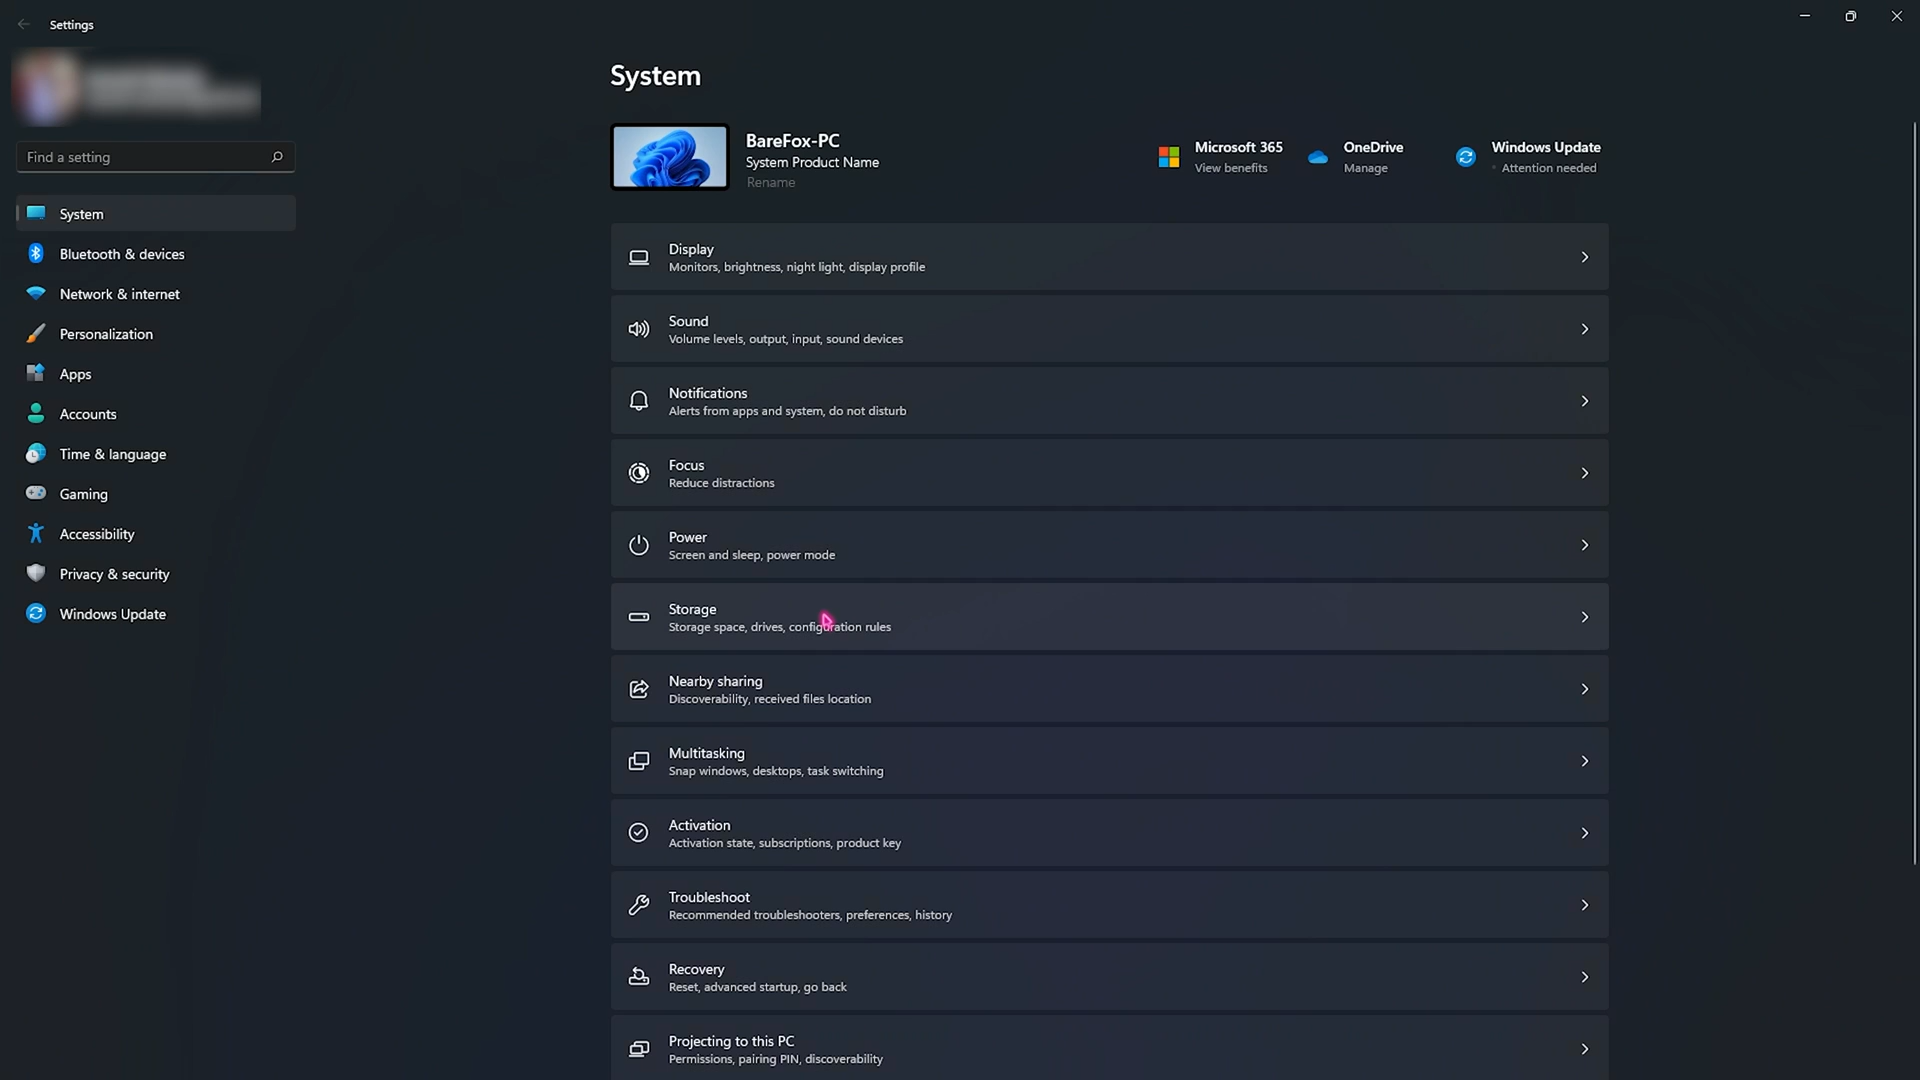 Settings
Find a setting
System
Bluetooth & devices
Network & internet
Personalization
Apps
Accounts
Time & language
Gaming
Accessibility
Privacy & security
Windows Update
System
BareFox-PC
System Product Name
Rename
Microsoft 365
View benefits
OneDrive
Manage
Windows Update
Attention needed
Display
Monitors, brightness, night light, display profile
Sound
Volume levels, output, input, sound devices
Notifications
Alerts from apps and system, do not disturb
Focus
Reduce distractions
Power
Screen and sleep, power mode
Storage
Storage space, drives, configuration rules
Nearby sharing
Discoverability, received files location
Multitasking
Snap windows, desktops, task switching
Activation
Activation state, subscriptions, product key
Troubleshoot
Recommended troubleshooters, preferences, history
Recovery
Reset, advanced startup, go back
Projecting to this PC
Permissions, pairing PIN, discoverability